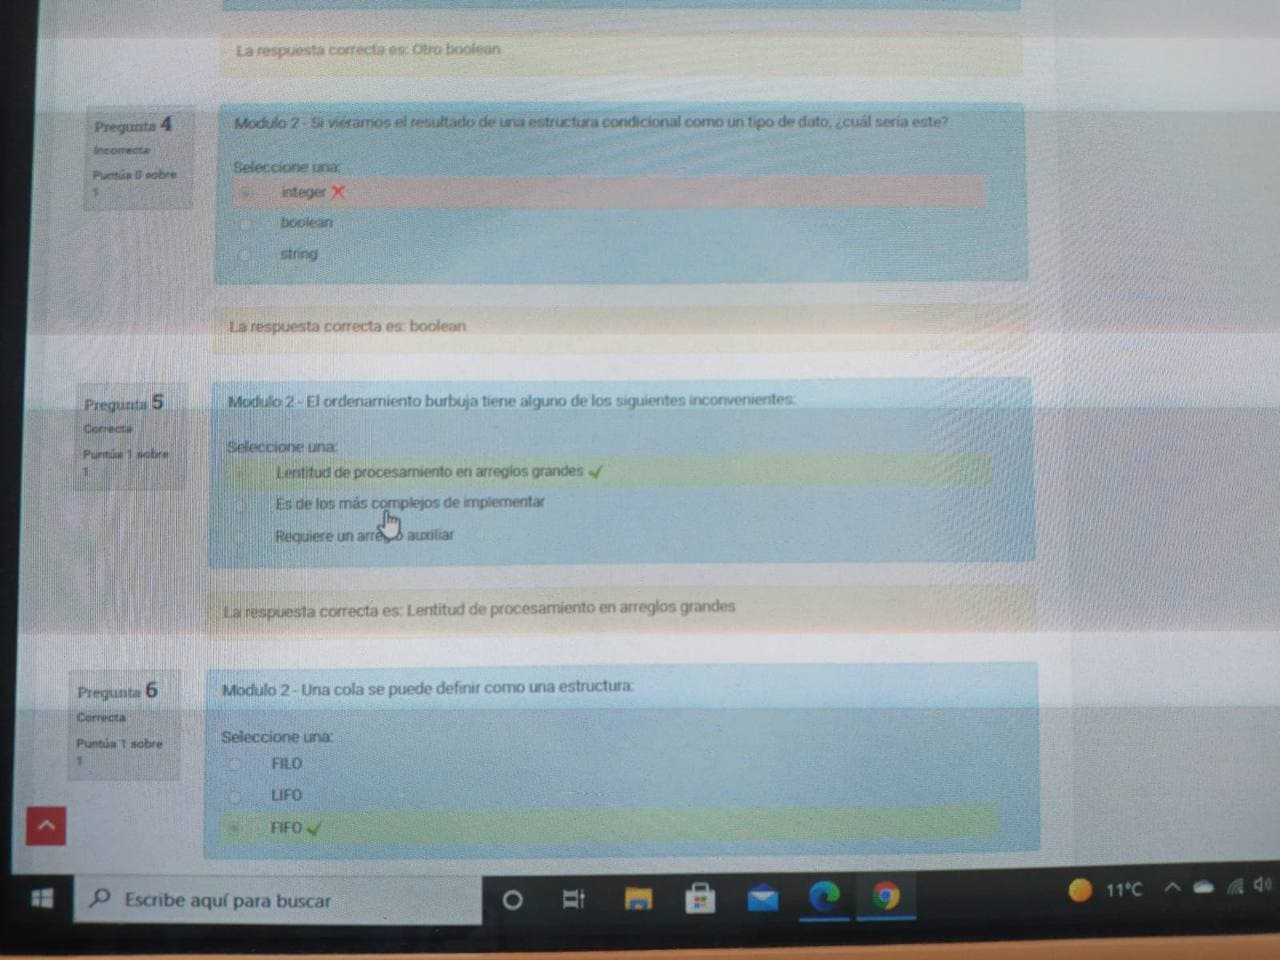 La respuesta correcta es: Otro boolean
Pregunta 4
Incorrecta
Puntúa 0 sobre
1
Modulo 2 - Si viéramos el resultado de una estructura condicional como un tipo de dato, ¿cuál sería este?
Seleccione una:
integer
boolean
string
La respuesta correcta es: boolean
Pregunta 5
Correcta
Puntúa 1 sobre
1
Modulo 2 - El ordenamiento burbuja tiene alguno de los siguientes inconvenientes:
Seleccione una:
Lentitud de procesamiento en arreglos grandes
Es de los más complejos de implementar
Requiere un arreglo auxiliar
La respuesta correcta es: Lentitud de procesamiento en arreglos grandes
Pregunta 6
Correcta
Puntúa 1 sobre
1
Modulo 2 - Una cola se puede definir como una estructura:
Seleccione una:
FILO
LIFO
FIFO
Escribe aquí para buscar
11°C